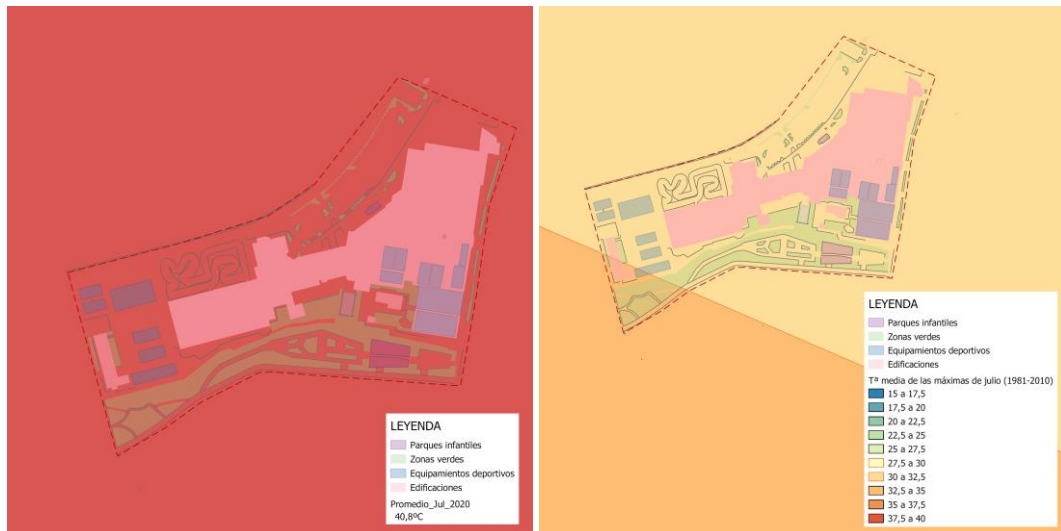 LEYENDA
Parques infantiles
Zonas verdes
Equipamientos deportivos
Edificaciones
Promedio_Jul_2020
40,8ºC
LEYENDA
Parques infantiles
Zonas verdes
Equipamientos deportivos
Edificaciones
Tª media de las máximas de julio (1981-2010)
15 a 17,5
17,5 a 20
20 a 22,5
22,5 a 25
25 a 27,5
27,5 a 30
30 a 32,5
32,5 a 35
35 a 37,5
37,5 a 40